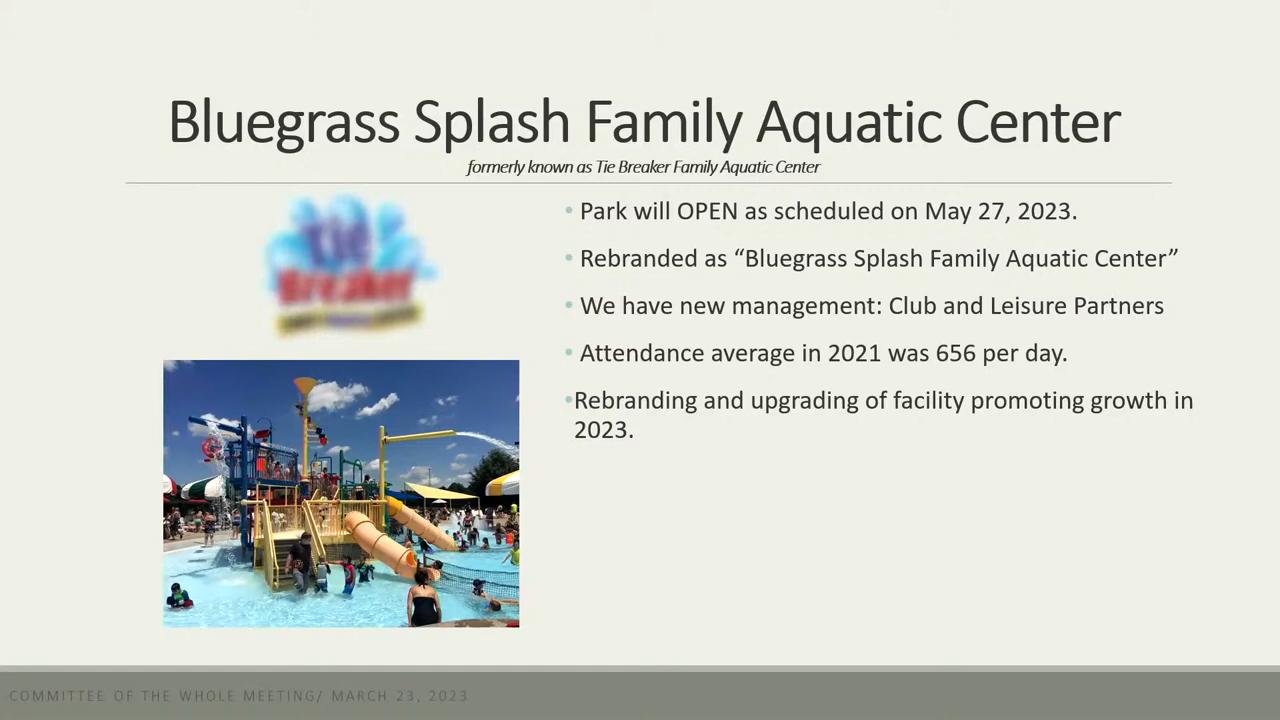 Bluegrass Splash Family Aquatic Center
formerly known as Tie Breaker Family Aquatic Center
Tie
Breaker
• Park will OPEN as scheduled on May 27, 2023.
• Rebranded as “Bluegrass Splash Family Aquatic Center”
• We have new management: Club and Leisure Partners
• Attendance average in 2021 was 656 per day.
•Rebranding and upgrading of facility promoting growth in
2023.
COMMITTEE OF THE WHOLE MEETING/ MARCH 23, 2023